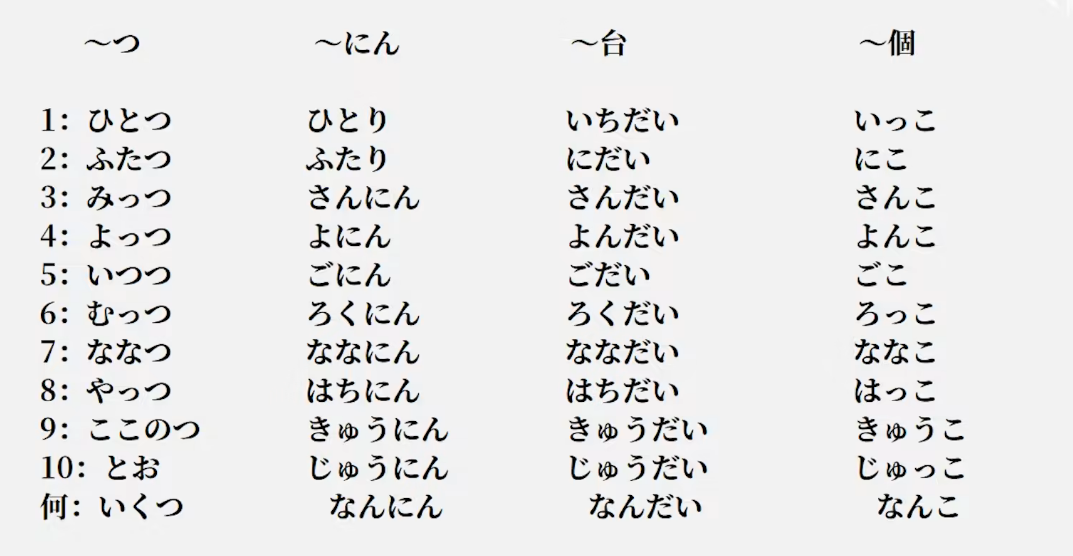 ～つ ～にん ～台 ～個
1：ひとつ ひとり いちだい いっこ
2：ふたつ ふたり にだい にこ
3：みっつ さんにん さんだい さんこ
4：よっつ よにん よんだい よんこ
5：いつつ ごにん ごだい ごこ
6：むっつ ろくにん ろくだい ろっこ
7：ななつ ななにん ななだい ななこ
8：やっつ はちにん はちだい はっこ
9：ここのつ きゅうにん きゅうだい きゅうこ
10：とお じゅうにん じゅうだい じゅっこ
何：いくつ なんにん なんだい なんこ